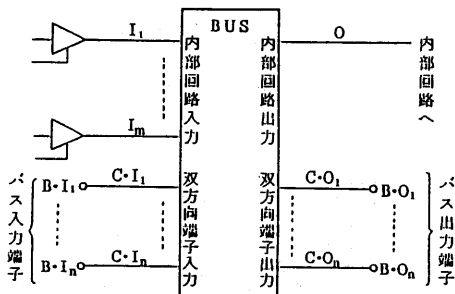 BUS
I₁
内部回路入力
Iₘ
内部回路出力
O
内部回路へ
バス入力端子
B・I₁
C・I₁
双方向端子入力
B・Iₙ
C・Iₙ
双方向端子出力
C・O₁
B・O₁
C・Oₙ
B・Oₙ
バス出力端子